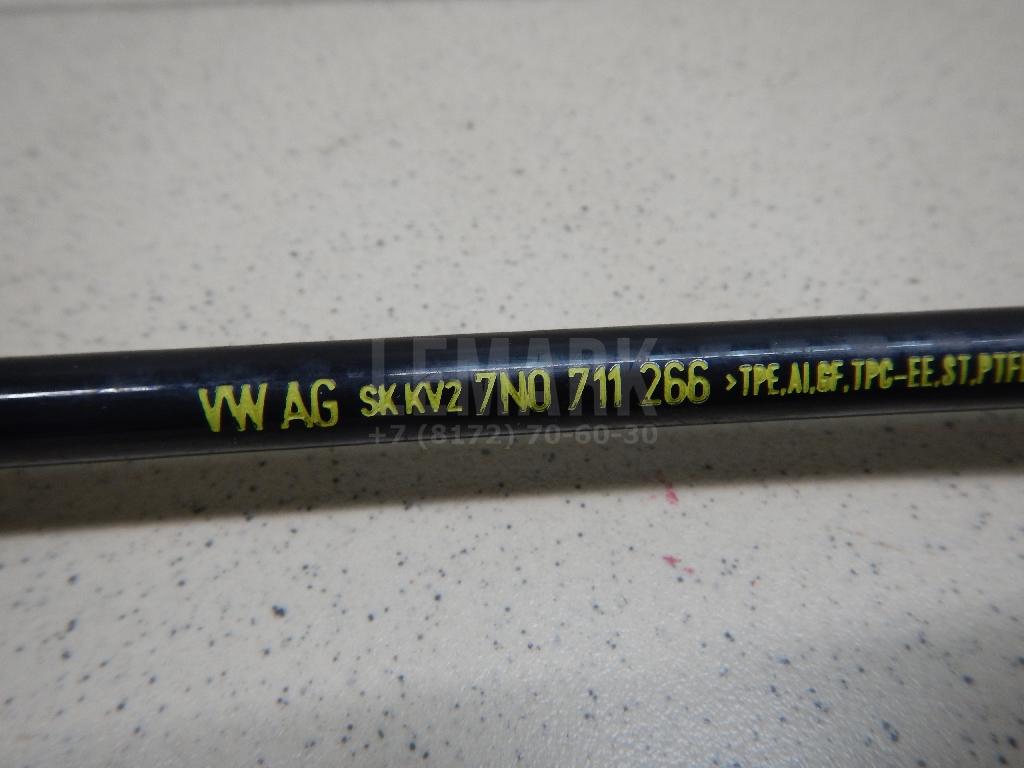 VW AG SK KV2 7N0 711 266 >TPE,AI,GF,TPC-EE,ST,PTFE
LEMARK
+7 (8172) 70-60-30